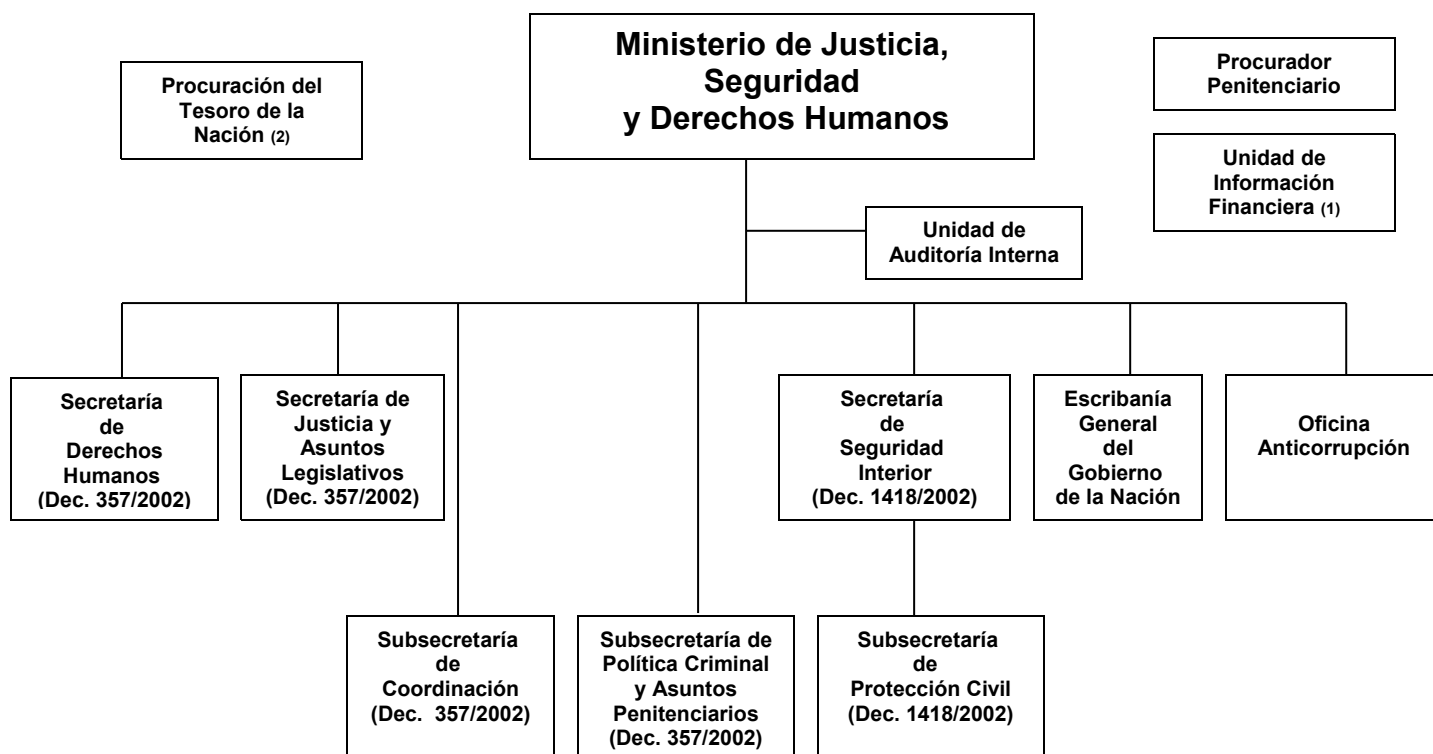 Ministerio de Justicia,
Seguridad
y Derechos Humanos
Procuración del
Tesoro de la
Nación (2)
Procurador
Penitenciario
Unidad de
Información
Financiera (1)
Unidad de
Auditoría Interna
Secretaría
de
Derechos
Humanos
(Dec. 357/2002)
Secretaría de
Justicia y
Asuntos
Legislativos
(Dec. 357/2002)
Secretaría
de
Seguridad
Interior
(Dec. 1418/2002)
Escribanía
General
del
Gobierno
de la Nación
Oficina
Anticorrupción
Subsecretaría
de
Coordinación
(Dec. 357/2002)
Subsecretaría de
Política Criminal
y Asuntos
Penitenciarios
(Dec. 357/2002)
Subsecretaría
de
Protección Civil
(Dec. 1418/2002)